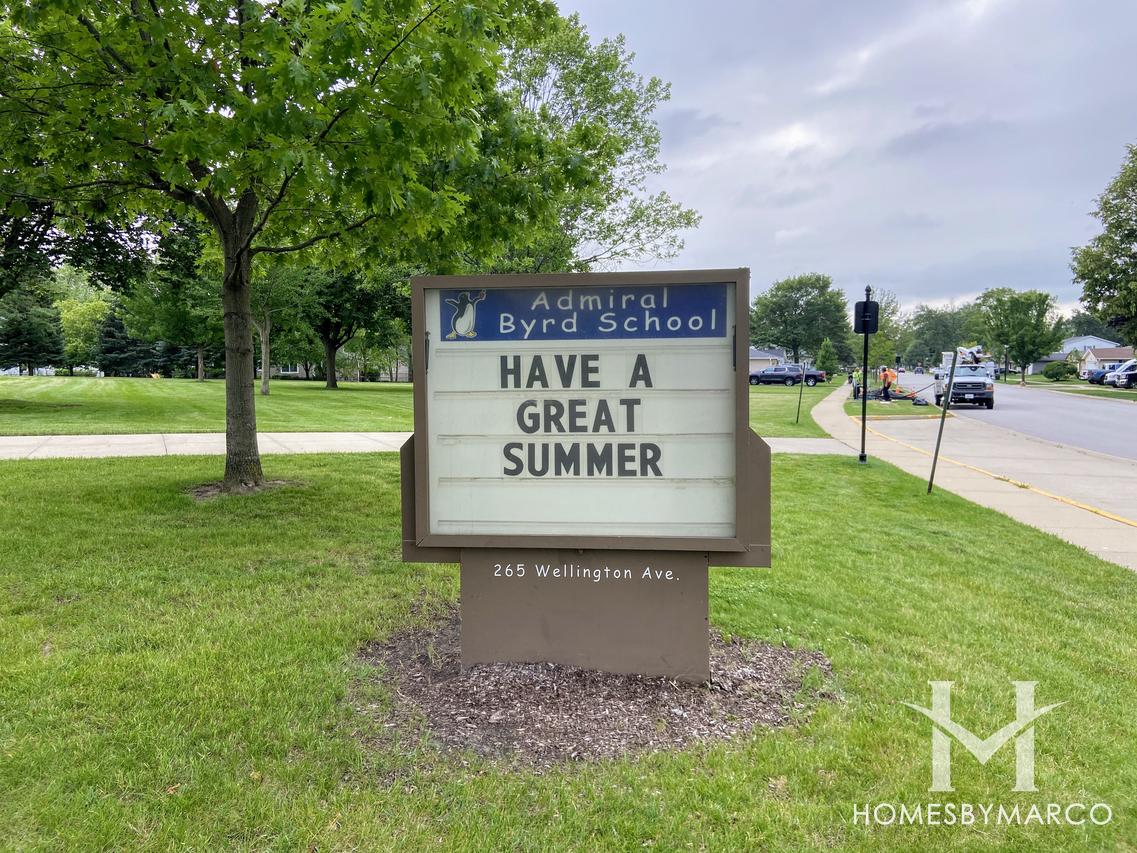 Admiral
Byrd School
HAVE A
GREAT
SUMMER
265 Wellington Ave.
HOMESBYMARCO